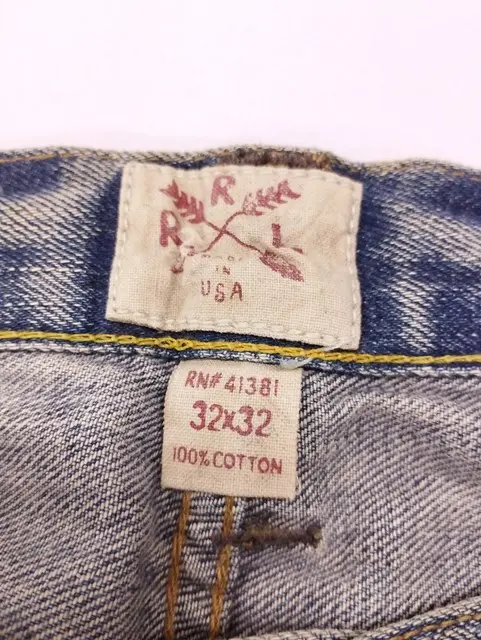 R
R L
IN
USA
RN# 41381
32x32
100% COTTON